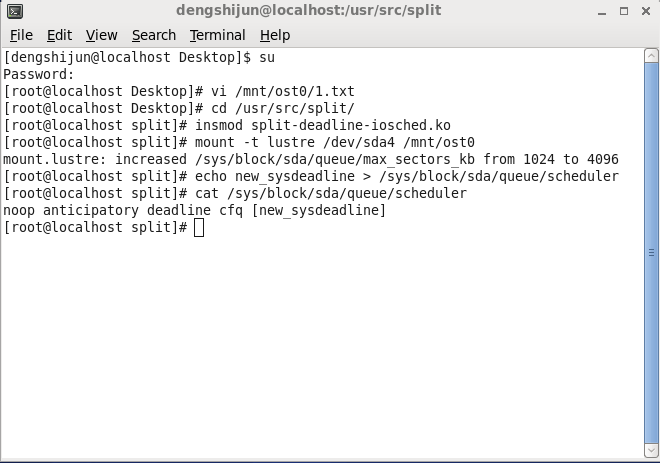 dengshijun@localhost:/usr/src/split
File Edit View Search Terminal Help
[dengshijun@localhost Desktop]$ su
Password:
[root@localhost Desktop]# vi /mnt/ost0/1.txt
[root@localhost Desktop]# cd /usr/src/split/
[root@localhost split]# insmod split-deadline-iosched.ko
[root@localhost split]# mount -t lustre /dev/sda4 /mnt/ost0
mount.lustre: increased /sys/block/sda/queue/max_sectors_kb from 1024 to 4096
[root@localhost split]# echo new_sysdeadline > /sys/block/sda/queue/scheduler
[root@localhost split]# cat /sys/block/sda/queue/scheduler
noop anticipatory deadline cfq [new_sysdeadline]
[root@localhost split]#